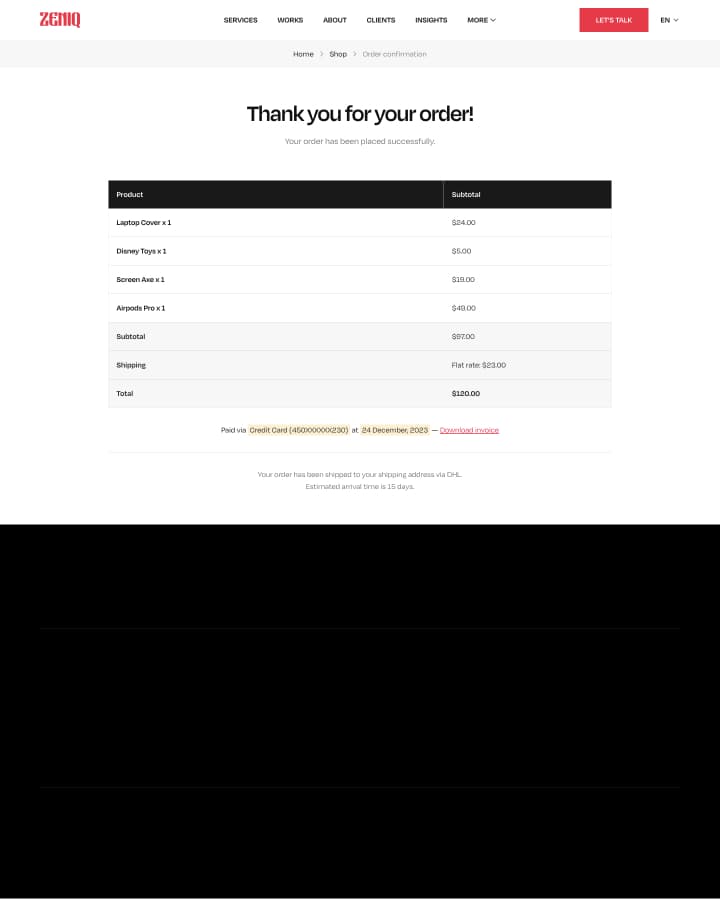 ZEMIQ
SERVICES WORKS ABOUT CLIENTS INSIGHTS MORE
LET'S TALK
EN
Home > Shop > Order confirmation
Thank you for your order!
Your order has been placed successfully.
Product Subtotal
Laptop Cover x 1 $24.00
Disney Toys x 1 $5.00
Screen Axe x 1 $19.00
Airpods Pro x 1 $49.00
Subtotal $97.00
Shipping Flat rate: $23.00
Total $120.00
Paid via Credit Card (450XXXXXX230) at 24 December, 2023 — Download invoice
Your order has been shipped to your shipping address via DHL.
Estimated arrival time is 15 days.